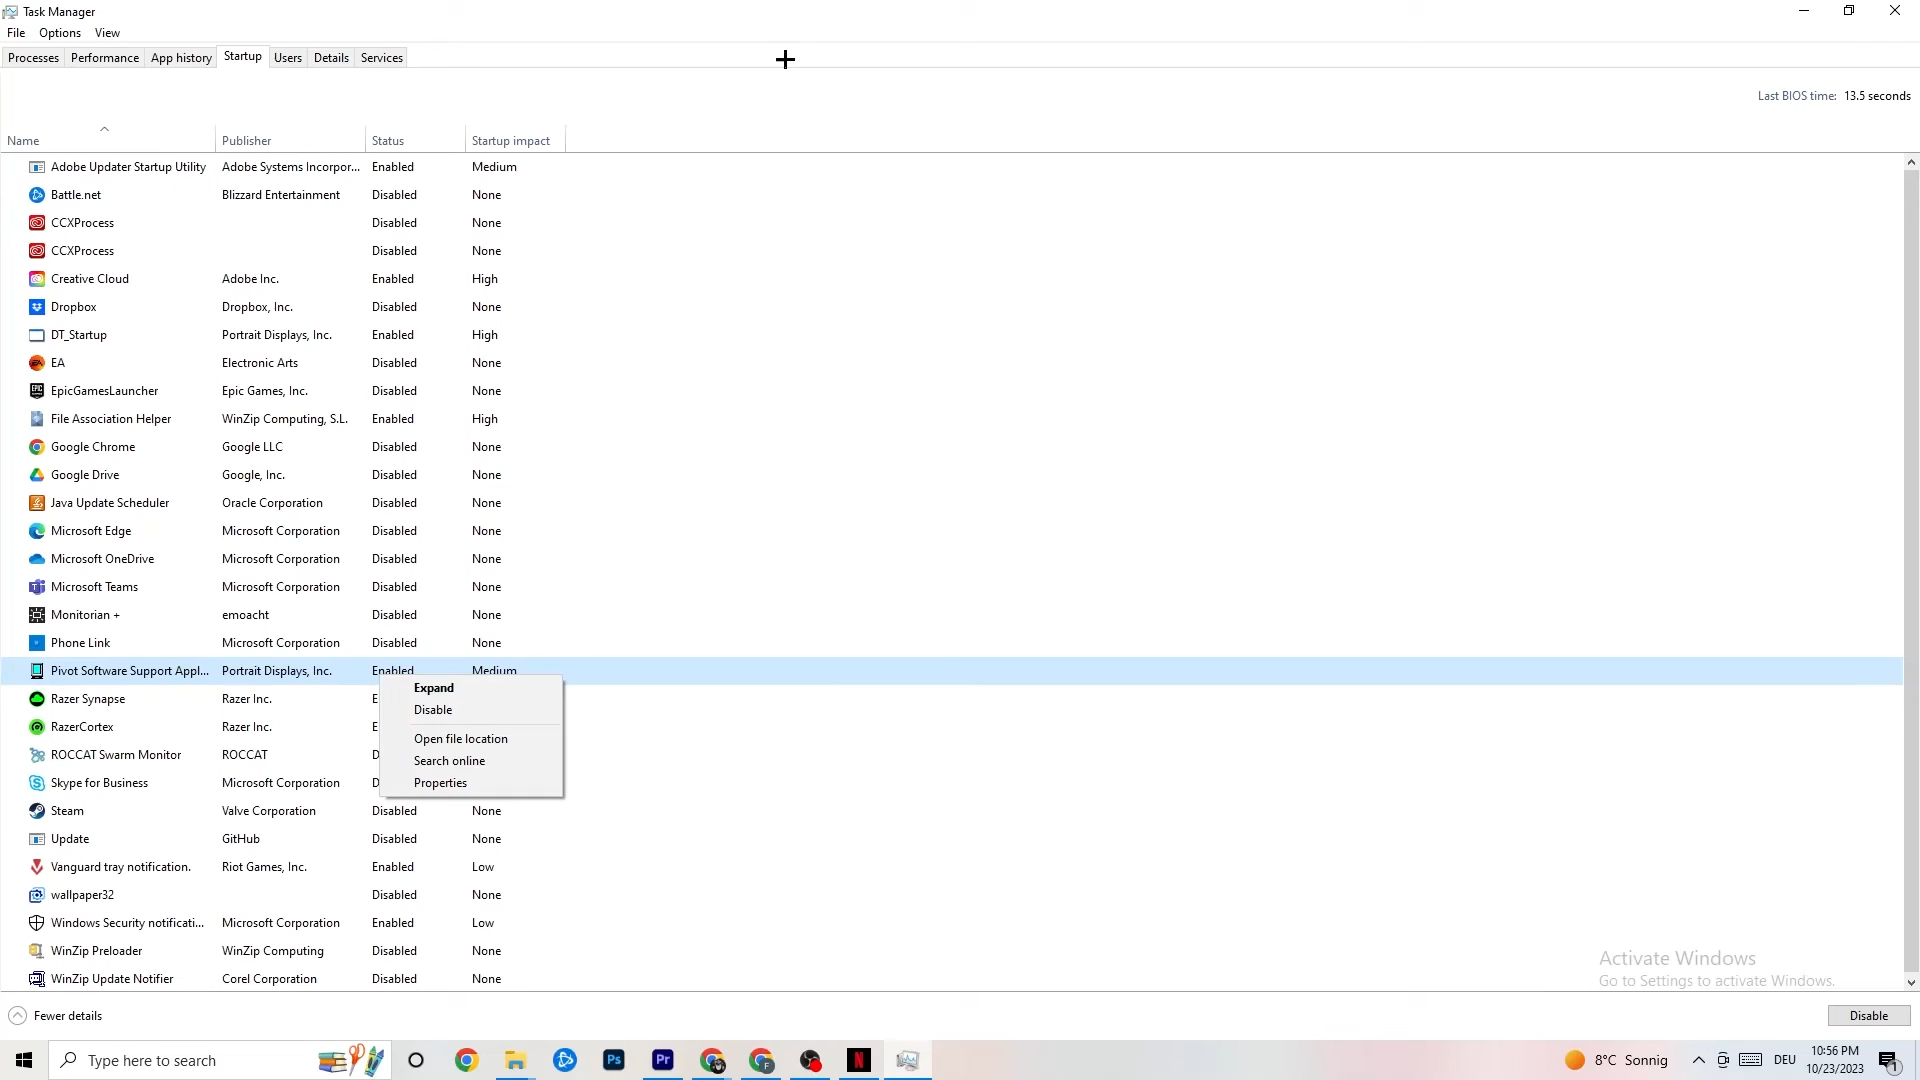 Task Manager
File Options View
Processes Performance App history Startup Users Details Services
Last BIOS time: 13.5 seconds
Name Publisher Status Startup impact
Adobe Updater Startup Utility Adobe Systems Incorpor... Enabled Medium
Battle.net Blizzard Entertainment Disabled None
CCXProcess Disabled None
CCXProcess Disabled None
Creative Cloud Adobe Inc. Enabled High
Dropbox Dropbox, Inc. Disabled None
DT_Startup Portrait Displays, Inc. Enabled High
EA Electronic Arts Disabled None
EpicGamesLauncher Epic Games, Inc. Disabled None
File Association Helper WinZip Computing, S.L. Enabled High
Google Chrome Google LLC Disabled None
Google Drive Google, Inc. Disabled None
Java Update Scheduler Oracle Corporation Disabled None
Microsoft Edge Microsoft Corporation Disabled None
Microsoft OneDrive Microsoft Corporation Disabled None
Microsoft Teams Microsoft Corporation Disabled None
Monitorian + emoacht Disabled None
Phone Link Microsoft Corporation Disabled None
Pivot Software Support Appl... Portrait Displays, Inc. Enabled Medium
Expand
Razer Synapse Razer Inc. E
Disable
RazerCortex Razer Inc. E
Open file location
ROCCAT Swarm Monitor ROCCAT D
Search online
Skype for Business Microsoft Corporation D
Properties
Steam Valve Corporation Disabled None
Update GitHub Disabled None
Vanguard tray notification. Riot Games, Inc. Enabled Low
wallpaper32 Disabled None
Windows Security notificati... Microsoft Corporation Enabled Low
WinZip Preloader WinZip Computing Disabled None
WinZip Update Notifier Corel Corporation Disabled None
Activate Windows
Go to Settings to activate Windows.
Fewer details
Disable
Type here to search
Ps
Pr
F
N
8°C Sonnig
DEU
10:56 PM
10/23/2023
1